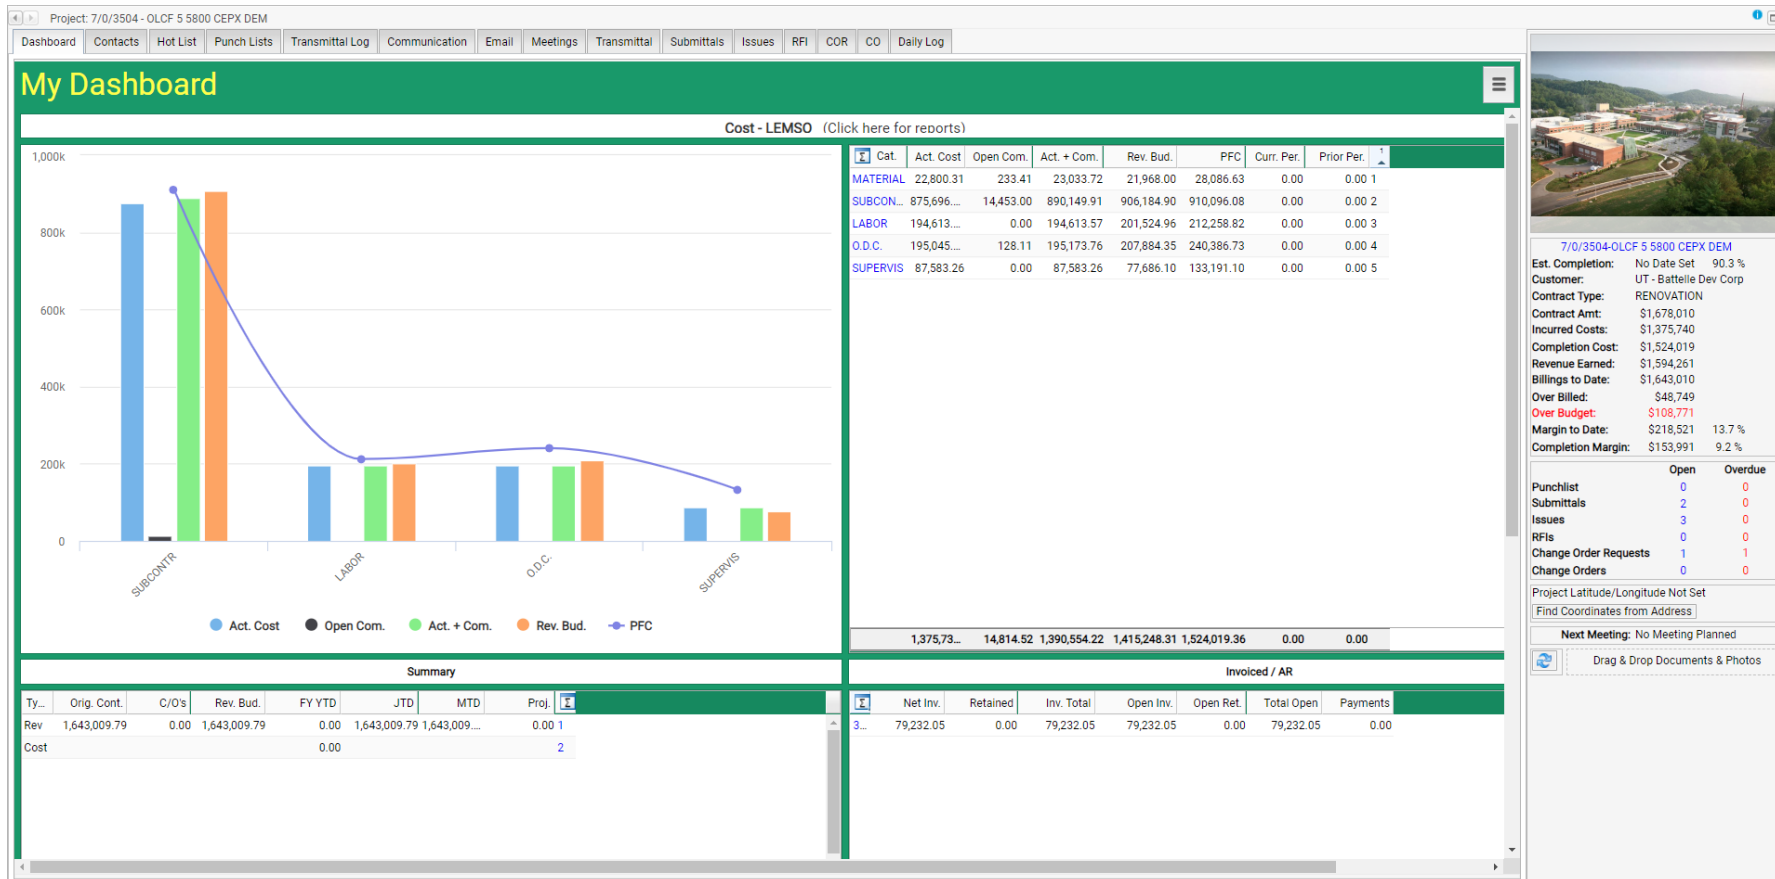 Project: 7/0/3504 - OLCF 5 5800 CEPX DEM
Dashboard Contacts Hot List Punch Lists Transmittal Log Communication Email Meetings Transmittal Submittals Issues RFI COR CO Daily Log
My Dashboard
Cost - LEMSO (Click here for reports)
1,000k
800k
600k
400k
200k
0
SUBCONTR
LABOR
O.D.C.
SUPERVIS
Act. Cost Open Com. Act. + Com. Rev. Bud. PFC
Σ Cat. Act. Cost Open Com. Act. + Com. Rev. Bud. PFC Curr. Per. Prior Per. 1
MATERIAL 22,800.31 233.41 23,033.72 21,968.00 28,086.63 0.00 0.00 1
SUBCON... 875,696.... 14,453.00 890,149.91 906,184.90 910,096.08 0.00 0.00 2
LABOR 194,613.... 0.00 194,613.57 201,524.96 212,258.82 0.00 0.00 3
O.D.C. 195,045.... 128.11 195,173.76 207,884.35 240,386.73 0.00 0.00 4
SUPERVIS 87,583.26 0.00 87,583.26 77,686.10 133,191.10 0.00 0.00 5
1,375,73... 14,814.52 1,390,554.22 1,415,248.31 1,524,019.36 0.00 0.00
Summary
Ty... Orig. Cont. C/O's Rev. Bud. FY YTD JTD MTD Proj. Σ
Rev 1,643,009.79 0.00 1,643,009.79 0.00 1,643,009.79 1,643,009.... 0.00 1
Cost 0.00 2
Invoiced / AR
Σ Net Inv. Retained Inv. Total Open Inv. Open Ret. Total Open Payments
3... 79,232.05 0.00 79,232.05 79,232.05 0.00 79,232.05 0.00
7/0/3504-OLCF 5 5800 CEPX DEM
Est. Completion: No Date Set 90.3 %
Customer: UT - Battelle Dev Corp
Contract Type: RENOVATION
Contract Amt: $1,678,010
Incurred Costs: $1,375,740
Completion Cost: $1,524,019
Revenue Earned: $1,594,261
Billings to Date: $1,643,010
Over Billed: $48,749
Over Budget: $108,771
Margin to Date: $218,521 13.7 %
Completion Margin: $153,991 9.2 %
Open Overdue
Punchlist 0 0
Submittals 2 0
Issues 3 0
RFIs 0 0
Change Order Requests 1 1
Change Orders 0 0
Project Latitude/Longitude Not Set
Find Coordinates from Address
Next Meeting: No Meeting Planned
Drag & Drop Documents & Photos